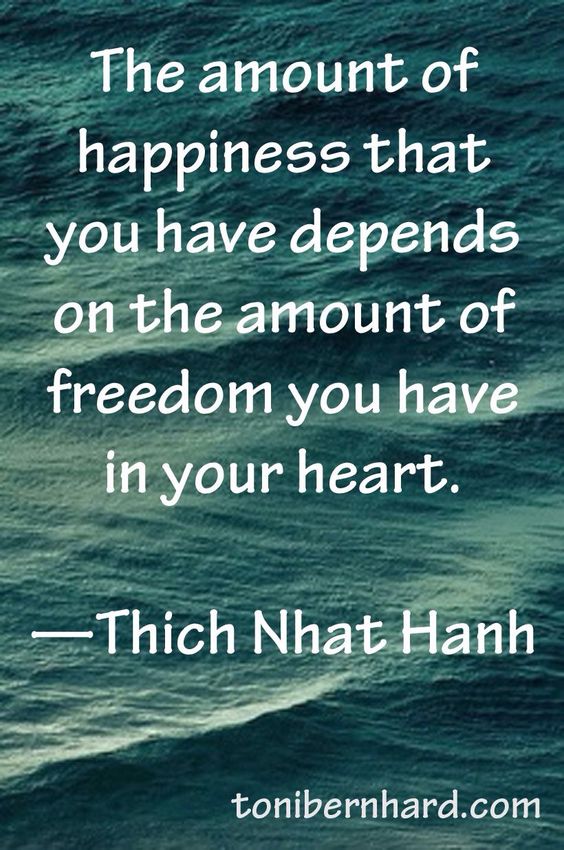 The amount of
happiness that
you have depends
on the amount of
freedom you have
in your heart.
—Thich Nhat Hanh
tonibernhard.com